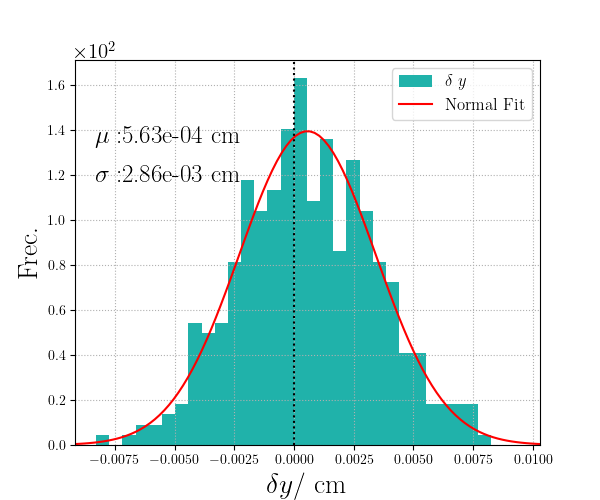 ×10²
δ y
Normal Fit
μ :5.63e-04 cm
σ :2.86e-03 cm
Frec.
1.6
1.4
1.2
1.0
0.8
0.6
0.4
0.2
0.0
−0.0075 −0.0050 −0.0025 0.0000 0.0025 0.0050 0.0075 0.0100
δy/ cm